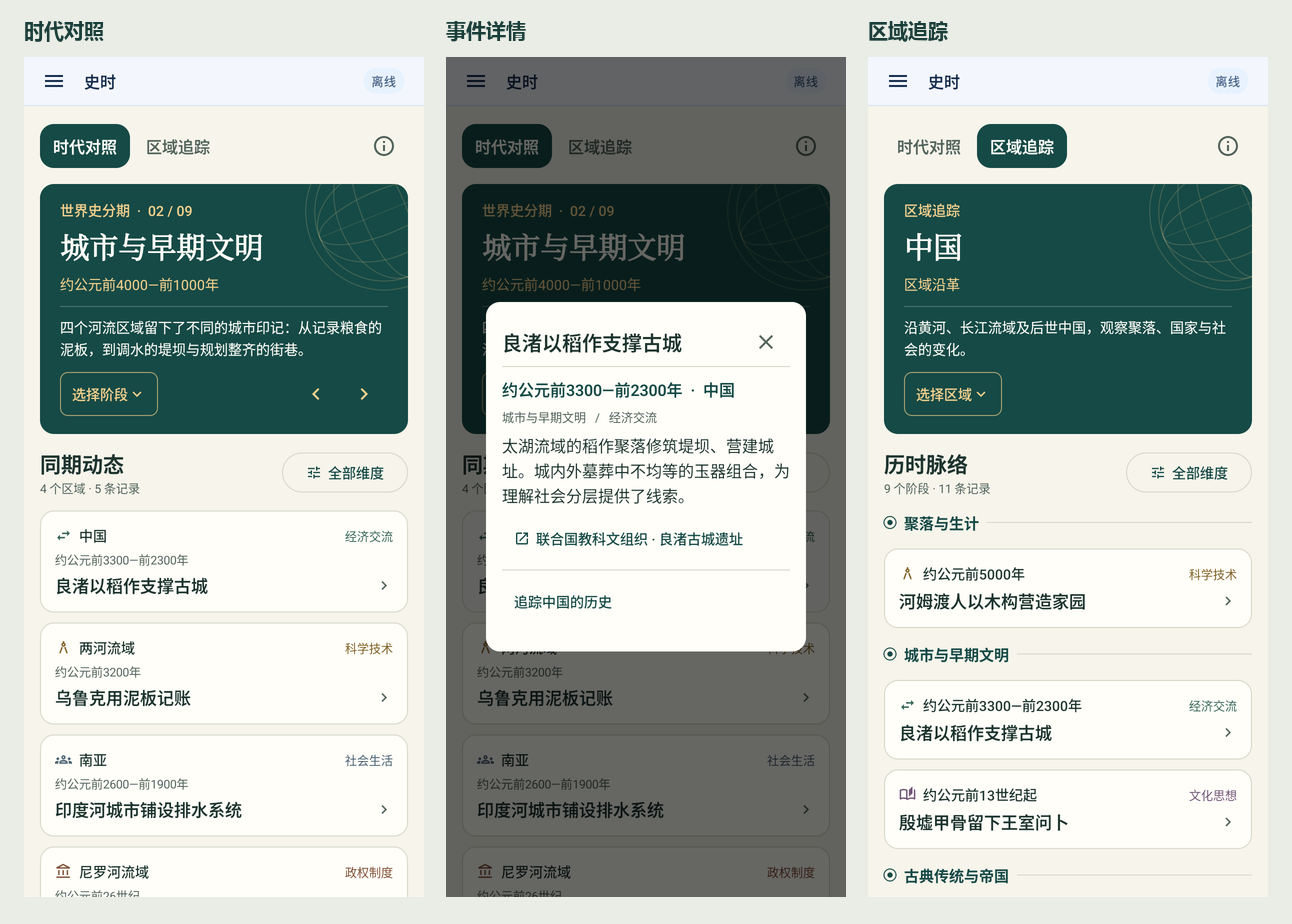 时代对照
史时
离线
时代对照
区域追踪
世界史分期 · 02 / 09
城市与早期文明
约公元前4000—前1000年
四个河流区域留下了不同的城市印记：从记录粮食的
泥板，到调水的堤坝与规划整齐的街巷。
选择阶段
同期动态
4 个区域 · 5 条记录
全部维度
中国
经济交流
约公元前3300—前2300年
良渚以稻作支撑古城
两河流域
科学技术
约公元前3200年
乌鲁克用泥板记账
南亚
社会生活
约公元前2600—前1900年
印度河城市铺设排水系统
尼罗河流域
政权制度
约公元前26世纪
事件详情
史时
离线
时代对照
区域追踪
世界史分期 · 02 / 09
城市与早期文明
约公元前4000—前1000年
良渚以稻作支撑古城
约公元前3300—前2300年 · 中国
城市与早期文明 / 经济交流
太湖流域的稻作聚落修筑堤坝、营建城
址。城内外墓葬中不均等的玉器组合，为
理解社会分层提供了线索。
联合国教科文组织 · 良渚古城遗址
追踪中国的历史
约公元前3200年
乌鲁克用泥板记账
南亚
社会生活
约公元前2600—前1900年
印度河城市铺设排水系统
尼罗河流域
政权制度
约公元前26世纪
区域追踪
史时
离线
时代对照
区域追踪
区域追踪
中国
区域沿革
沿黄河、长江流域及后世中国，观察聚落、国家与社
会的变化。
选择区域
历时脉络
9 个阶段 · 11 条记录
全部维度
聚落与生计
约公元前5000年
科学技术
河姆渡人以木构营造家园
城市与早期文明
约公元前3300—前2300年
经济交流
良渚以稻作支撑古城
约公元前13世纪起
文化思想
殷墟甲骨留下王室问卜
古典传统与帝国